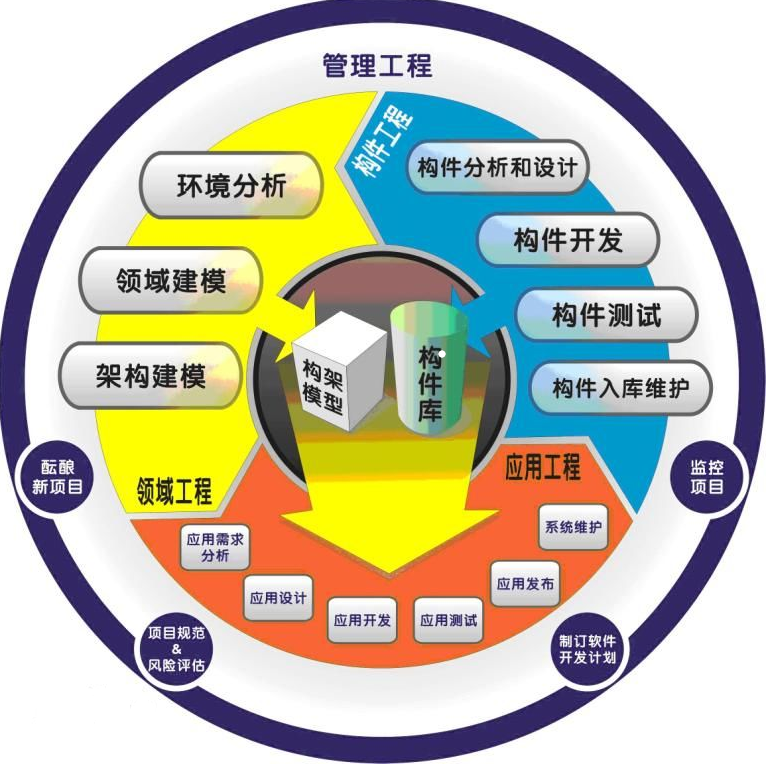 管理工程
构件工程
环境分析
领域建模
架构建模
领域工程
构件分析和设计
构件开发
构件测试
构件入库维护
构架
模型
构
件
库
应用工程
应用需求
分析
应用设计
应用开发
应用测试
应用发布
系统维护
酝酿
新项目
项目规范
&
风险评估
制订软件
开发计划
监控
项目